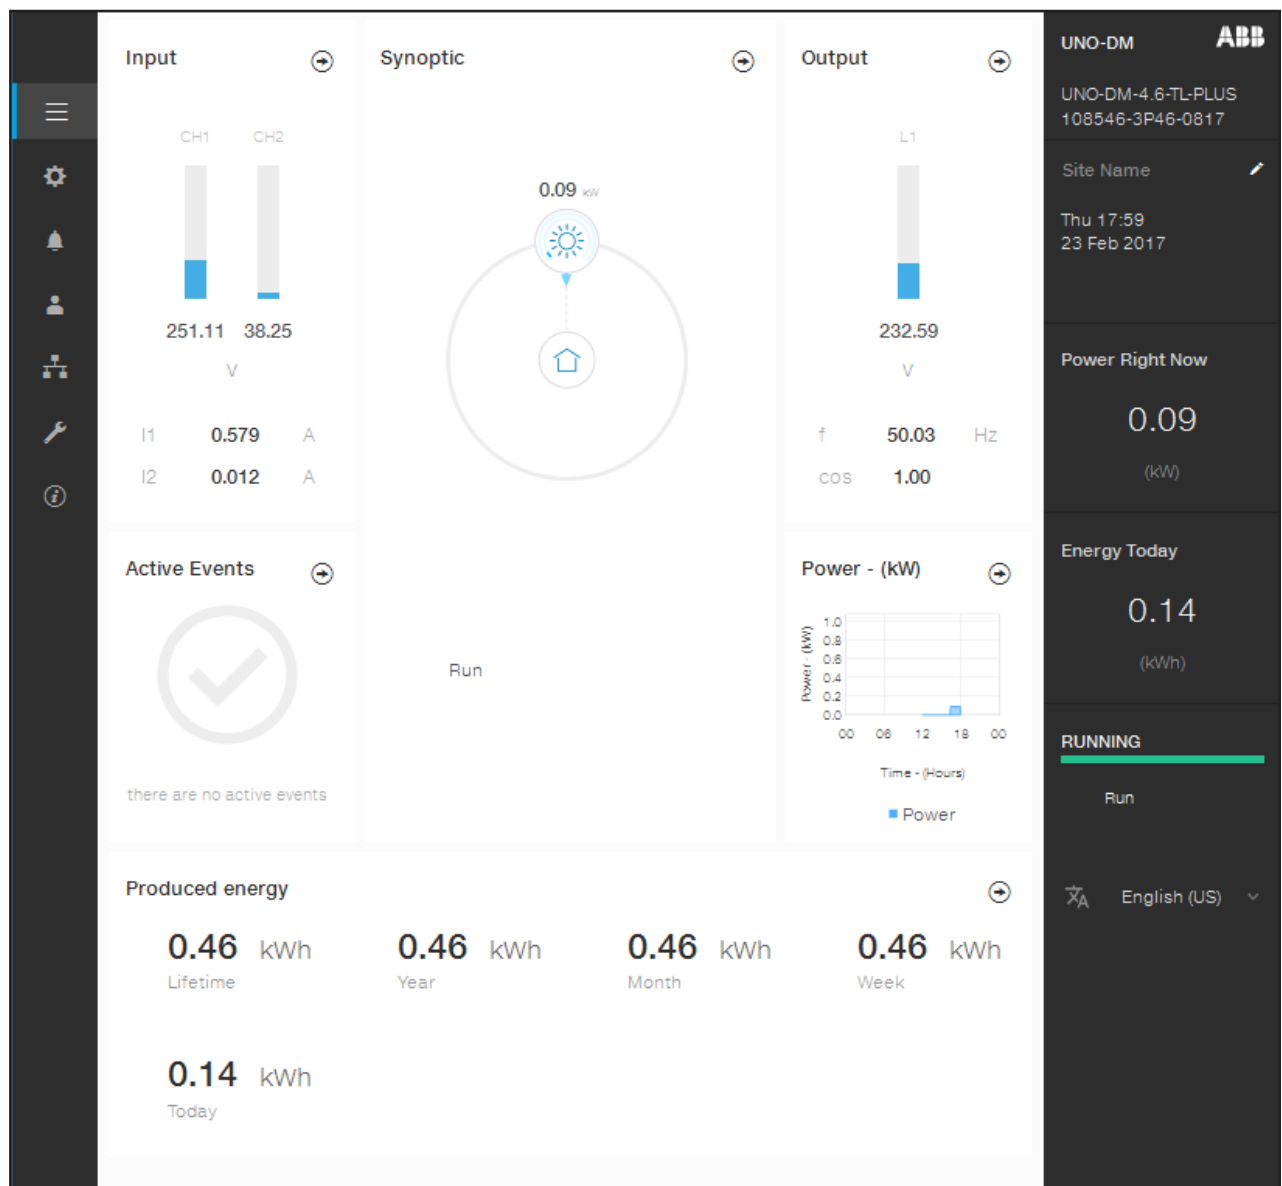 Input
CH1 CH2
251.11 38.25
V
I1 0.579 A
I2 0.012 A
Synoptic
0.09 kW
Run
Output
L1
232.59
V
f 50.03 Hz
cos 1.00
Active Events
there are no active events
Power - (kW)
Power - (kW)
1.0
0.8
0.6
0.4
0.2
0.0
00 06 12 18 00
Time - (Hours)
Power
Produced energy
0.46 kWh
Lifetime
0.46 kWh
Year
0.46 kWh
Month
0.46 kWh
Week
0.14 kWh
Today
UNO-DM ABB
UNO-DM-4.6-TL-PLUS
108546-3P46-0817
Site Name
Thu 17:59
23 Feb 2017
Power Right Now
0.09
(kW)
Energy Today
0.14
(kWh)
RUNNING
Run
English (US)